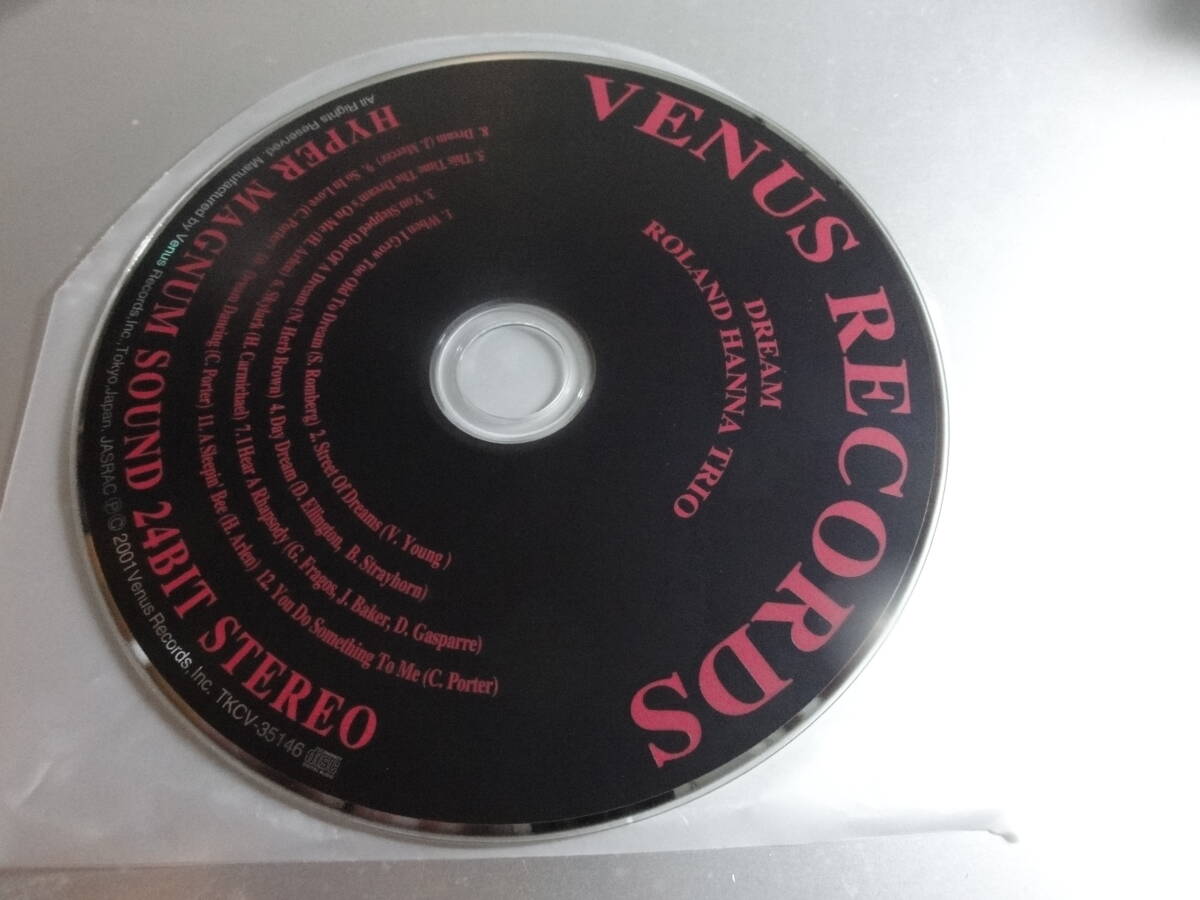 VENUS RECORDS
DREAM
ROLAND HANNA TRIO
1. When I Grow Too Old To Dream (S. Romberg) 2. Street Of Dreams (V. Young )
3. You Stepped Out Of A Dream (N. Herb Brown) 4. Day Dream (D. Ellington, B. Strayhorn)
5. This Time The Dream's On Me (H. Arlen) 6. Skylark (H. Carmichael) 7. I Hear A Rhapsody (G. Fragos, J. Baker, D. Gasparre)
8. Dream (J. Mercer) 9. So In Love (C. Porter) Dancing (C. Porter) 11. A Sleepin' Bee (H. Arlen) 12. You Do Something To Me (C. Porter)
HYPER MAGNUM SOUND 24BIT STEREO
All Rights Reserved. Manufactured by Venus Records, Inc., Tokyo, Japan. JASRAC Ⓟ© 2001 Venus Records, Inc. TKCV-35146
disc